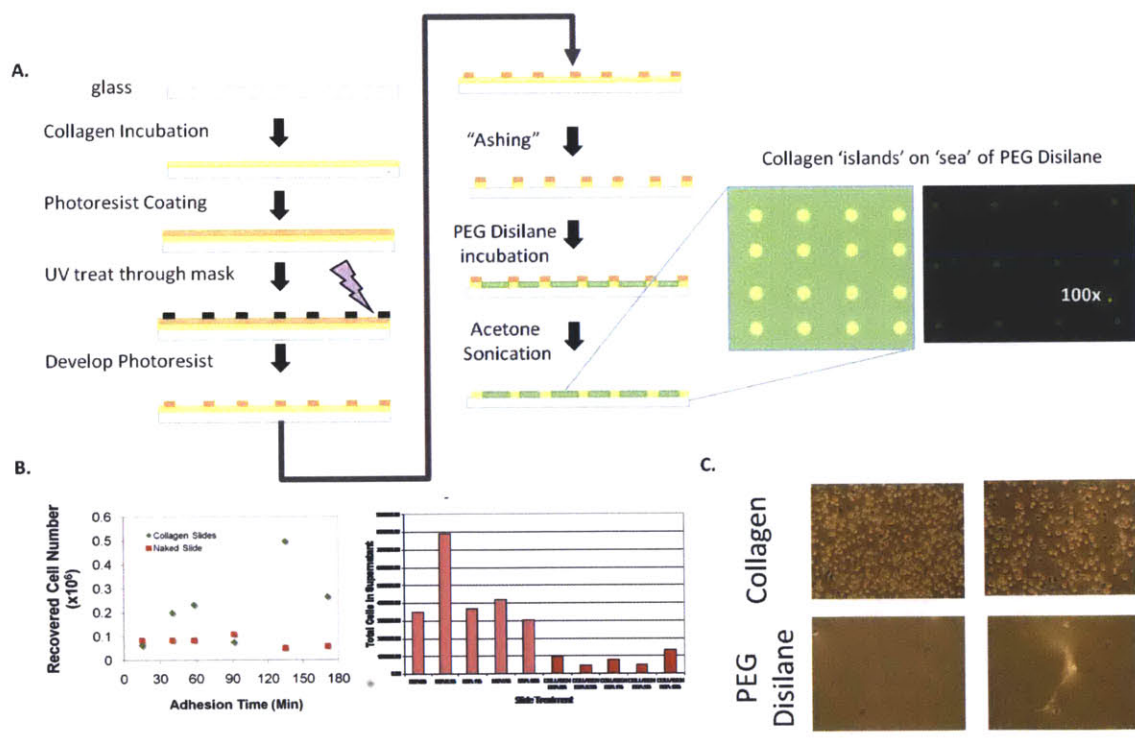 A.
glass
Collagen Incubation
Photoresist Coating
UV treat through mask
Develop Photoresist
"Ashing"
PEG Disilane
incubation
Acetone
Sonication
Collagen 'islands' on 'sea' of PEG Disilane
100x
B.
0.6
0.5
0.4
0.3
0.2
0.1
0
Collagen Slides
Naked Slide
Recovered Cell Number
(x10⁶)
0 30 60 90 120 150 180
Adhesion Time (Min)
Total Cells in Supernatant
Slide Treatment
C.
Collagen
PEG
Disilane